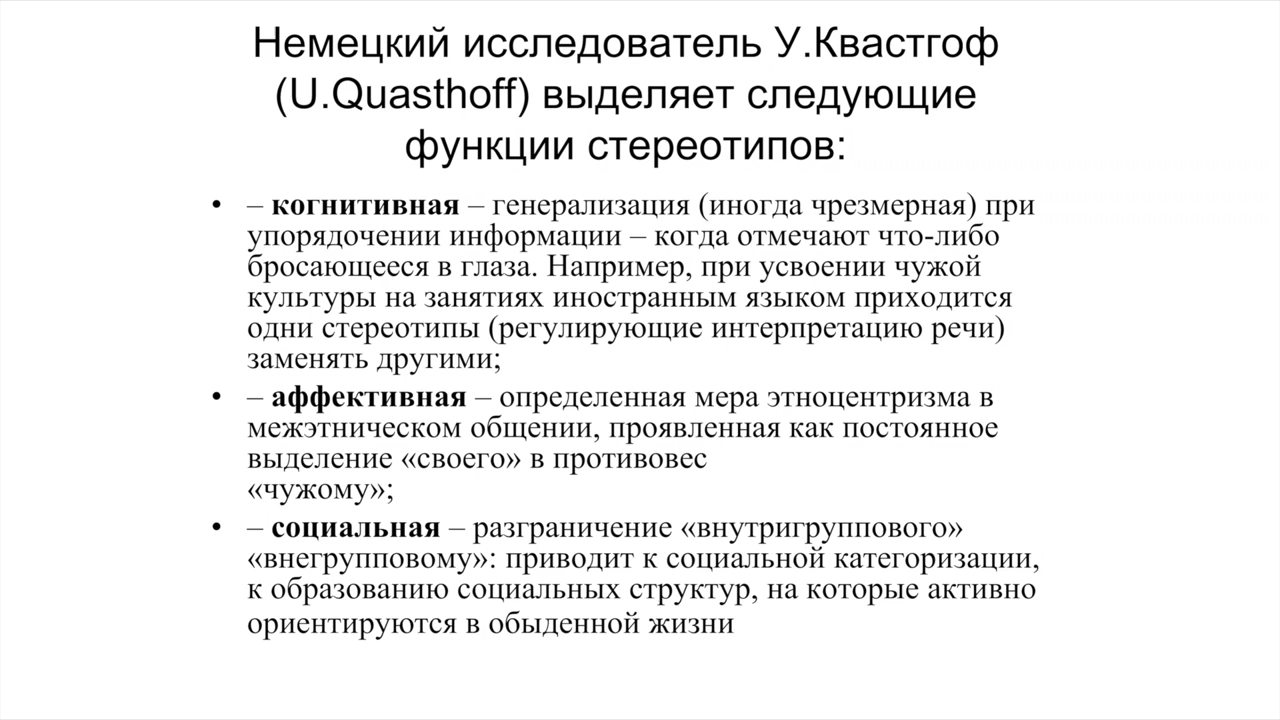 Немецкий исследователь У.Квастгоф
(U.Quasthoff) выделяет следующие
функции стереотипов:
• – когнитивная – генерализация (иногда чрезмерная) при
упорядочении информации – когда отмечают что-либо
бросающееся в глаза. Например, при усвоении чужой
культуры на занятиях иностранным языком приходится
одни стереотипы (регулирующие интерпретацию речи)
заменять другими;
• – аффективная – определенная мера этноцентризма в
межэтническом общении, проявленная как постоянное
выделение «своего» в противовес
«чужому»;
• – социальная – разграничение «внутригруппового»
«внегрупповому»: приводит к социальной категоризации,
к образованию социальных структур, на которые активно
ориентируются в обыденной жизни